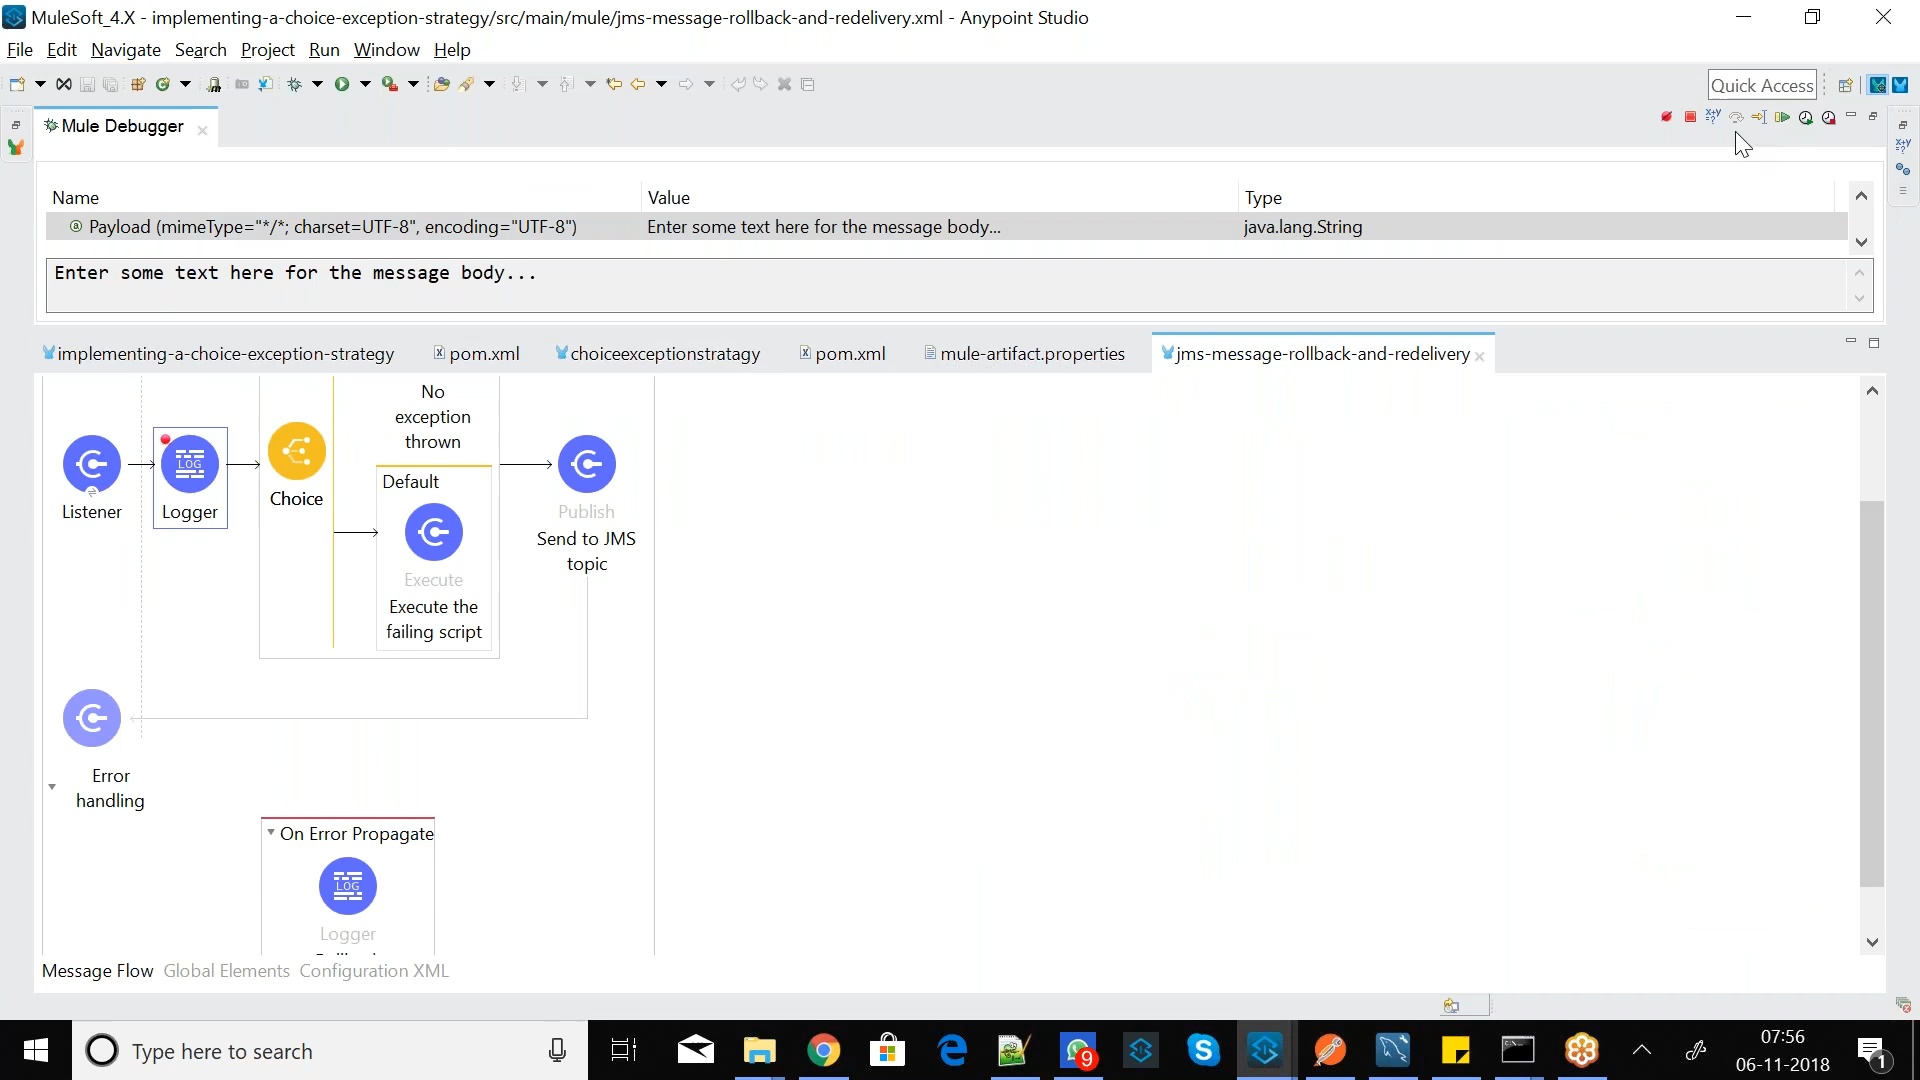 MuleSoft_4.X - implementing-a-choice-exception-strategy/src/main/mule/jms-message-rollback-and-redelivery.xml - Anypoint Studio
File Edit Navigate Search Project Run Window Help
Quick Access
Mule Debugger
Name Value Type
Payload (mimeType="*/*; charset=UTF-8", encoding="UTF-8") Enter some text here for the message body... java.lang.String
Enter some text here for the message body...
implementing-a-choice-exception-strategy pom.xml choiceexceptionstratagy pom.xml mule-artifact.properties jms-message-rollback-and-redelivery
No
exception
thrown
Default
LOG
Listener Logger Choice
Publish
Send to JMS
topic
Execute
Execute the
failing script
Error
handling
On Error Propagate
LOG
Logger
Message Flow Global Elements Configuration XML
Type here to search
9
07:56
06-11-2018
1